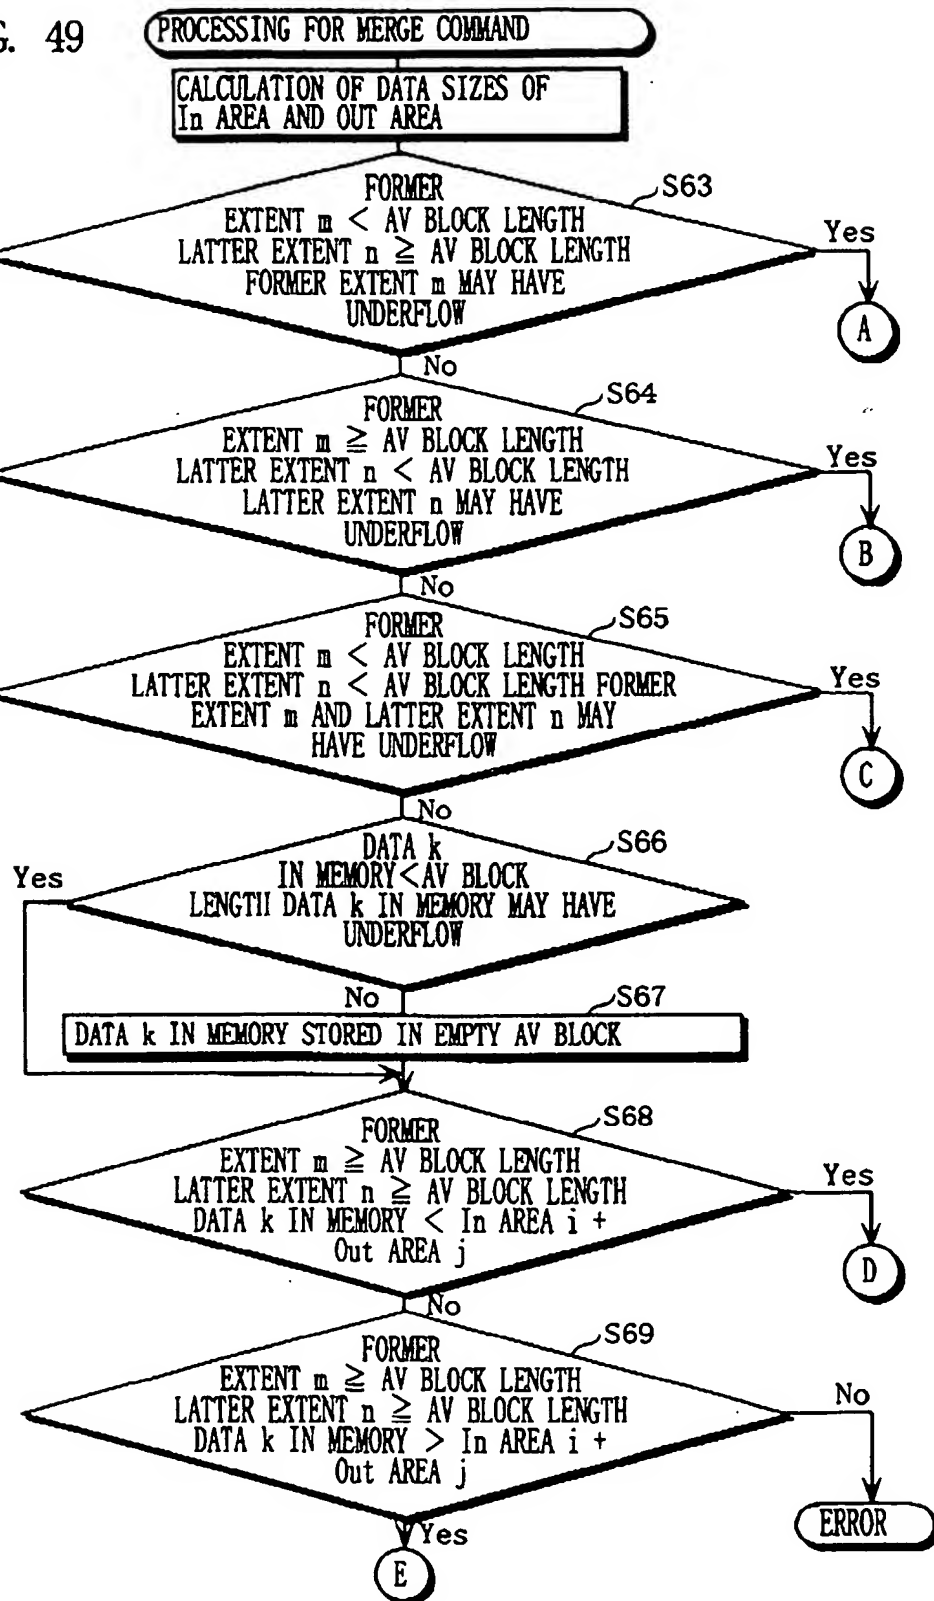 G. 49
PROCESSING FOR MERGE COMMAND
CALCULATION OF DATA SIZES OF
In AREA AND OUT AREA
S63
FORMER
EXTENT m < AV BLOCK LENGTH
LATTER EXTENT n ≧ AV BLOCK LENGTH
FORMER EXTENT m MAY HAVE
UNDERFLOW
Yes
A
No
S64
FORMER
EXTENT m ≧ AV BLOCK LENGTH
LATTER EXTENT n < AV BLOCK LENGTH
LATTER EXTENT n MAY HAVE
UNDERFLOW
Yes
B
No
S65
FORMER
EXTENT m < AV BLOCK LENGTH
LATTER EXTENT n < AV BLOCK LENGTH FORMER
EXTENT m AND LATTER EXTENT n MAY
HAVE UNDERFLOW
Yes
C
No
S66
DATA k
IN MEMORY<AV BLOCK
LENGTH DATA k IN MEMORY MAY HAVE
UNDERFLOW
Yes
No
S67
DATA k IN MEMORY STORED IN EMPTY AV BLOCK
S68
FORMER
EXTENT m ≧ AV BLOCK LENGTH
LATTER EXTENT n ≧ AV BLOCK LENGTH
DATA k IN MEMORY < In AREA i +
Out AREA j
Yes
D
No
S69
FORMER
EXTENT m ≧ AV BLOCK LENGTH
LATTER EXTENT n ≧ AV BLOCK LENGTH
DATA k IN MEMORY > In AREA i +
Out AREA j
No
ERROR
Yes
E